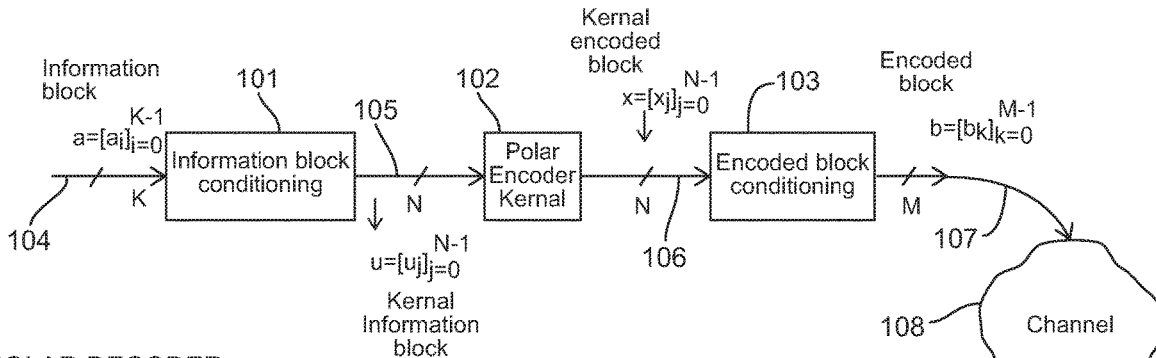 Information
block
a=[ai]i=0 K-1
104
K
101
Information block
conditioning
105
N
u=[uj]j=0 N-1
Kernal
Information
block
102
Polar
Encoder
Kernal
Kernal
encoded
block
x=[xj]j=0 N-1
N
106
103
Encoded block
conditioning
M
Encoded
block
b=[bk]k=0 M-1
107
108
Channel